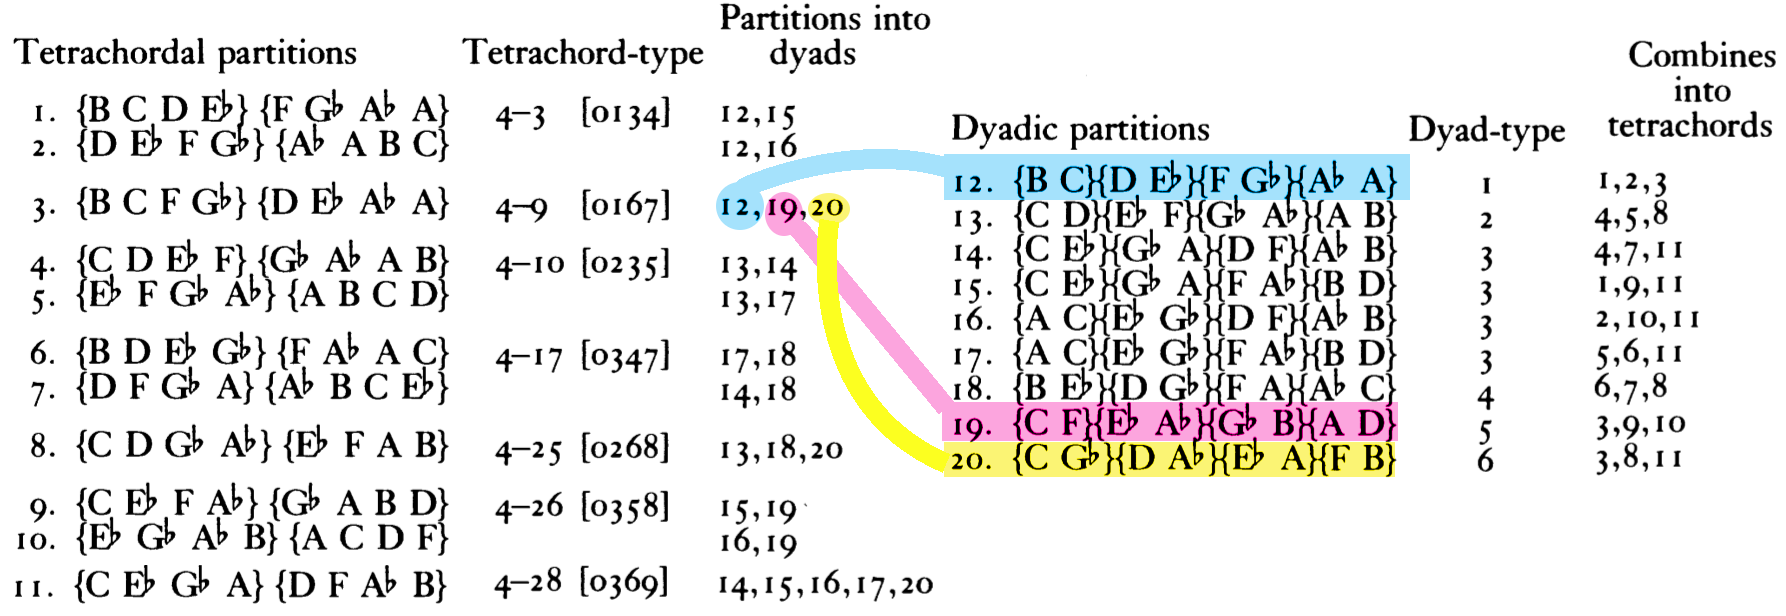 Tetrachordal partitions Tetrachord-type Partitions into dyads
1. {B C D E♭} {F G♭ A♭ A} 4–3 [0134] 12,15
2. {D E♭ F G♭} {A♭ A B C} 12,16
3. {B C F G♭} {D E♭ A♭ A} 4–9 [0167] 12,19,20
4. {C D E♭ F} {G♭ A♭ A B} 4–10 [0235] 13,14
5. {E♭ F G♭ A♭} {A B C D} 13,17
6. {B D E♭ G♭} {F A♭ A C} 4–17 [0347] 17,18
7. {D F G♭ A} {A♭ B C E♭} 14,18
8. {C D G♭ A♭} {E♭ F A B} 4–25 [0268] 13,18,20
9. {C E♭ F A♭} {G♭ A B D} 4–26 [0358] 15,19
10. {E♭ G♭ A♭ B} {A C D F} 16,19
11. {C E♭ G♭ A} {D F A♭ B} 4–28 [0369] 14,15,16,17,20
Dyadic partitions Dyad-type Combines into tetrachords
12. {B C}{D E♭}{F G♭}{A♭ A} 1 1,2,3
13. {C D}{E♭ F}{G♭ A♭}{A B} 2 4,5,8
14. {C E♭}{G♭ A}{D F}{A♭ B} 3 4,7,11
15. {C E♭}{G♭ A}{F A♭}{B D} 3 1,9,11
16. {A C}{E♭ G♭}{D F}{A♭ B} 3 2,10,11
17. {A C}{E♭ G♭}{F A♭}{B D} 3 5,6,11
18. {B E♭}{D G♭}{F A}{A♭ C} 4 6,7,8
19. {C F}{E♭ A♭}{G♭ B}{A D} 5 3,9,10
20. {C G♭}{D A♭}{E♭ A}{F B} 6 3,8,11